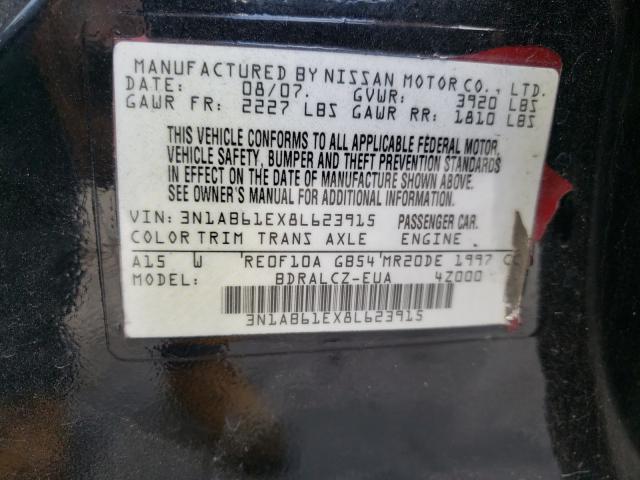 MANUFACTURED BY NISSAN MOTOR CO., LTD.
DATE: 08/07. GVWR: 3920 LBS
GAWR FR: 2227 LBS GAWR RR: 1810 LBS
THIS VEHICLE CONFORMS TO ALL APPLICABLE FEDERAL MOTOR
VEHICLE SAFETY, BUMPER AND THEFT PREVENTION STANDARDS
IN EFFECT ON THE DATE OF MANUFACTURE SHOWN ABOVE.
SEE OWNER'S MANUAL FOR ADDITIONAL INFORMATION.
VIN: 3N1AB61EX8L623915 PASSENGER CAR.
COLOR TRIM TRANS AXLE ENGINE
A15 W RE0F10A GB54 MR20DE 1997 CC
MODEL: BDRALCZ-EUA 4Z000
3N1AB61EX8L623915